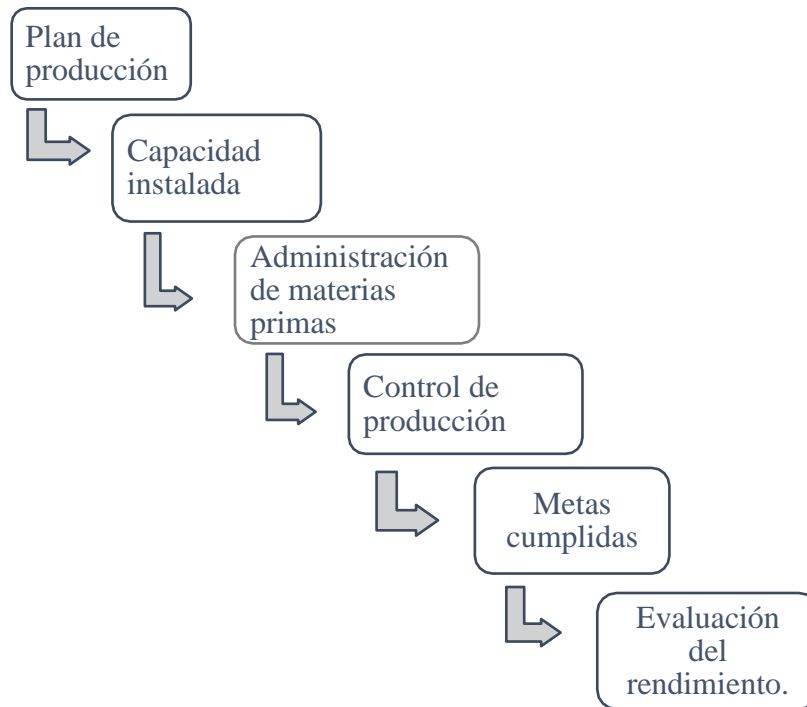 Plan de
producción
Capacidad
instalada
Administración
de materias
primas
Control de
producción
Metas
cumplidas
Evaluación
del
rendimiento.